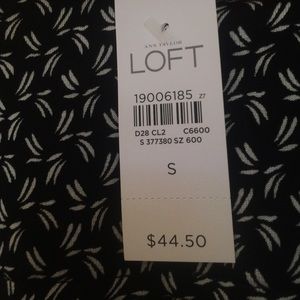 ANN TAYLOR
LOFT
19006185 27
D28 CL2 C6600
S 377380 SZ 600
S
$44.50